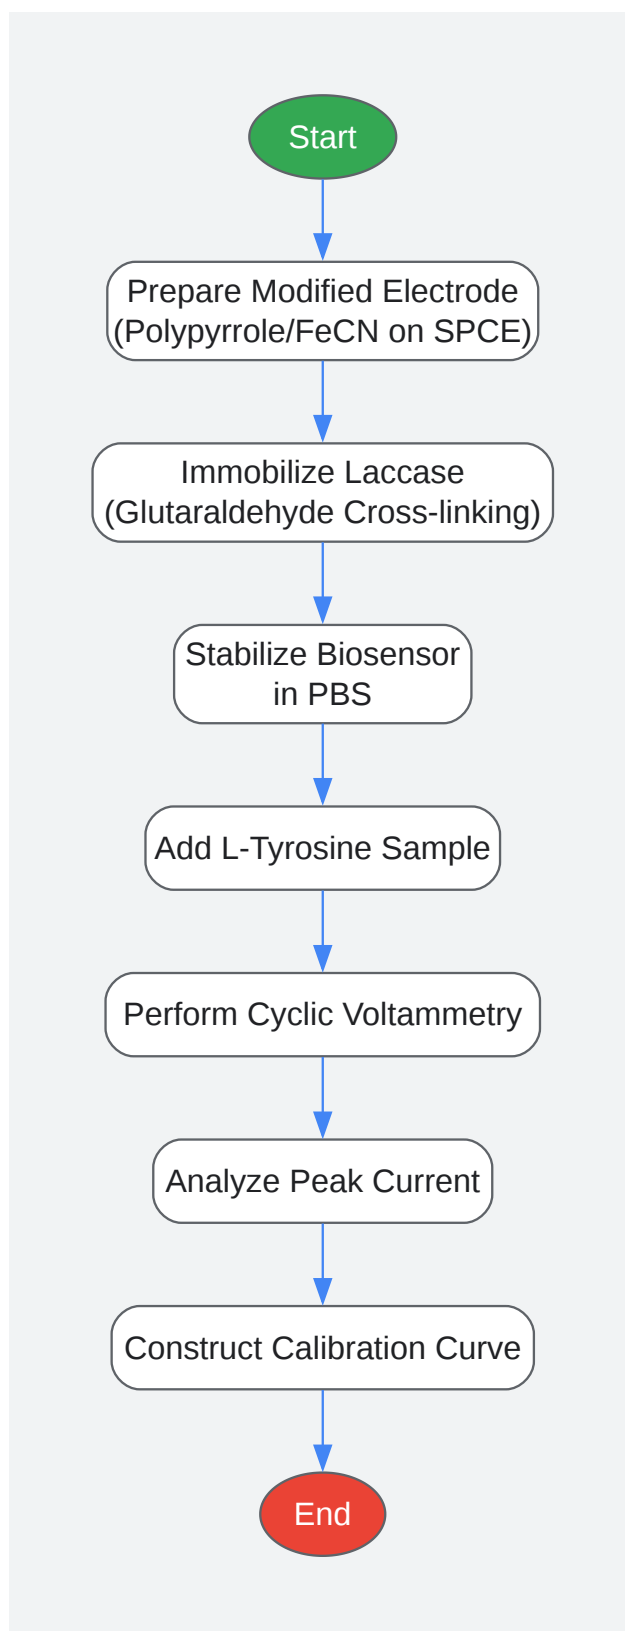 Start
Prepare Modified Electrode
(Polypyrrole/FeCN on SPCE)
Immobilize Laccase
(Glutaraldehyde Cross-linking)
Stabilize Biosensor
in PBS
Add L-Tyrosine Sample
Perform Cyclic Voltammetry
Analyze Peak Current
Construct Calibration Curve
End